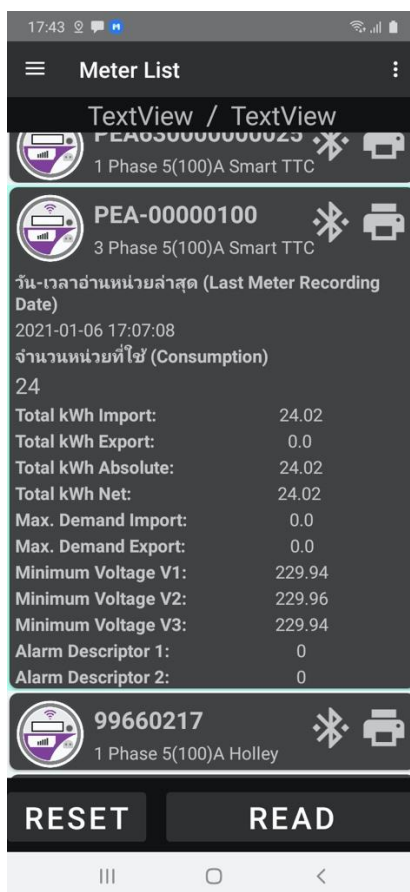 17:43
Meter List
TextView / TextView
PEA630000000025
1 Phase 5(100)A Smart TTC
PEA-00000100
3 Phase 5(100)A Smart TTC
วัน-เวลาอ่านหน่วยล่าสุด (Last Meter Recording
Date)
2021-01-06 17:07:08
จำนวนหน่วยที่ใช้ (Consumption)
24
Total kWh Import: 24.02
Total kWh Export: 0.0
Total kWh Absolute: 24.02
Total kWh Net: 24.02
Max. Demand Import: 0.0
Max. Demand Export: 0.0
Minimum Voltage V1: 229.94
Minimum Voltage V2: 229.96
Minimum Voltage V3: 229.94
Alarm Descriptor 1: 0
Alarm Descriptor 2: 0
99660217
1 Phase 5(100)A Holley
RESET READ